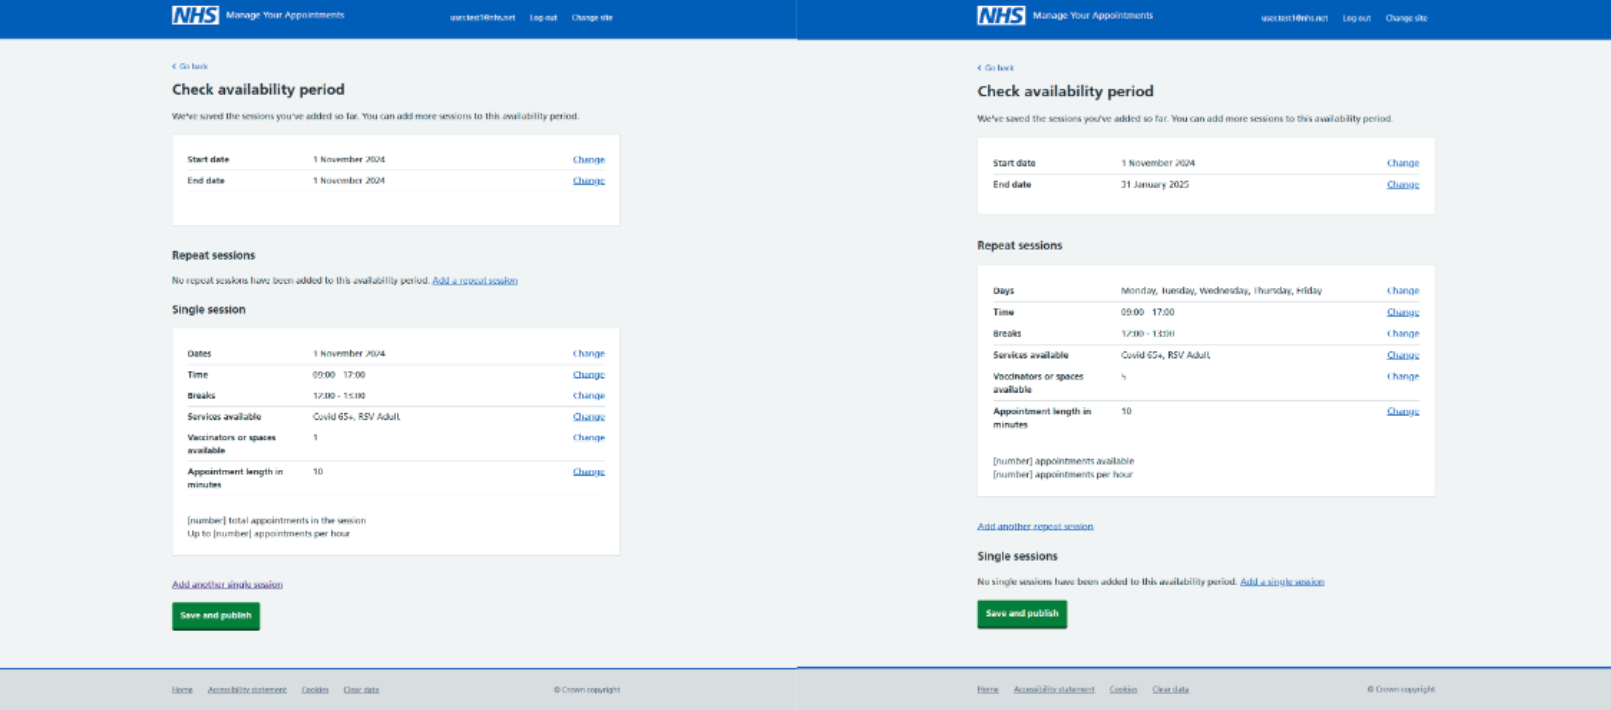 NHS Manage Your Appointments
user.test1@nhs.net Log out Change site
Go back
Check availability period
We've saved the sessions you've added so far. You can add more sessions to this availability period.
Start date 1 November 2024 Change
End date 1 November 2024 Change
Repeat sessions
No repeat sessions have been added to this availability period. Add a repeat session
Single session
Dates 1 November 2024 Change
Time 09:00 17:00 Change
Breaks 12:00 - 13:00 Change
Services available Covid 65+, RSV Adult Change
Vaccinators or spaces 1 Change
available
Appointment length in 10 Change
minutes
[number] total appointments in the session
Up to [number] appointments per hour
Add another single session
Save and publish
Home Accessibility statement Cookies Clear data © Crown copyright
NHS Manage Your Appointments
user.test1@nhs.net Log out Change site
Go back
Check availability period
We've saved the sessions you've added so far. You can add more sessions to this availability period.
Start date 1 November 2024 Change
End date 31 January 2025 Change
Repeat sessions
Days Monday, Tuesday, Wednesday, Thursday, Friday Change
Time 09:00 17:00 Change
Breaks 12:00 - 13:00 Change
Services available Covid 65+, RSV Adult Change
Vaccinators or spaces 5 Change
available
Appointment length in 10 Change
minutes
[number] appointments available
[number] appointments per hour
Add another repeat session
Single sessions
No single sessions have been added to this availability period. Add a single session
Save and publish
Home Accessibility statement Cookies Clear data © Crown copyright